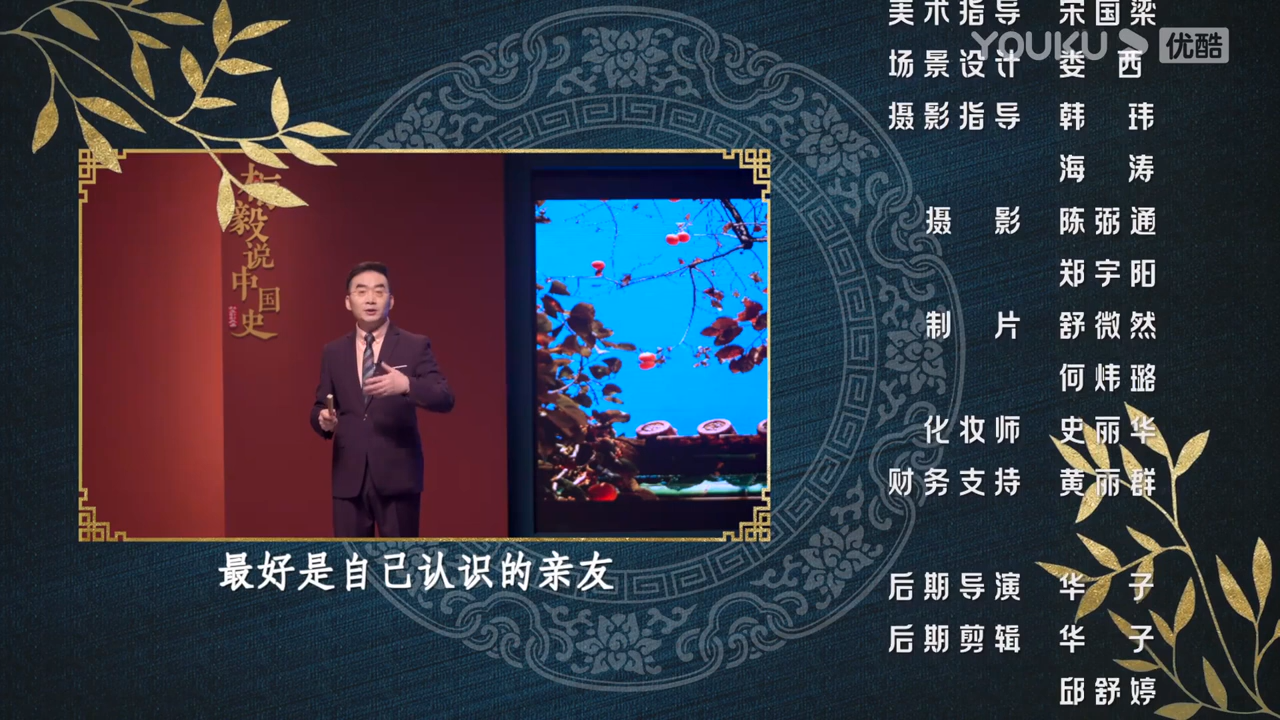 毅说
中国史
最好是自己认识的亲友
YOUKU 优酷
美术指导 宋国梁
场景设计 娄西
摄影指导 韩玮
海涛
摄影 陈弼通
郑宇阳
制片 舒微然
何炜璐
化妆师 史丽华
财务支持 黄丽群
后期导演 华子
后期剪辑 华子
邱舒婷